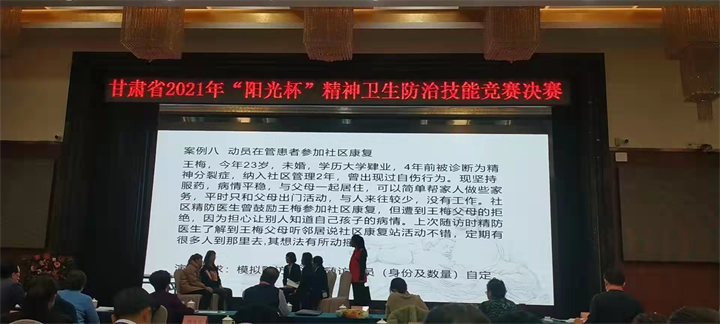 甘肃省2021年“阳光杯”精神卫生防治技能竞赛决赛
案例八 动员在管患者参加社区康复
王梅，今年23岁，未婚，学历大学肄业，4年前被诊断为精
神分裂症，纳入社区管理2年，曾出现过自伤行为。现坚持
服药，病情平稳，与父母一起居住，可以简单帮家人做些家
务，平时只和父母出门活动，与人来往较少，没有工作。社
区精防医生曾鼓励王梅参加社区康复，但遭到王梅父母的拒
绝，因为担心让别人知道自己孩子的病情。上次随访时精防
医生了解到王梅父母听邻居说社区康复站活动不错，定期有
很多人到那里去,其想法有所动摇
求：模拟 随访 员（身份及数量）自定